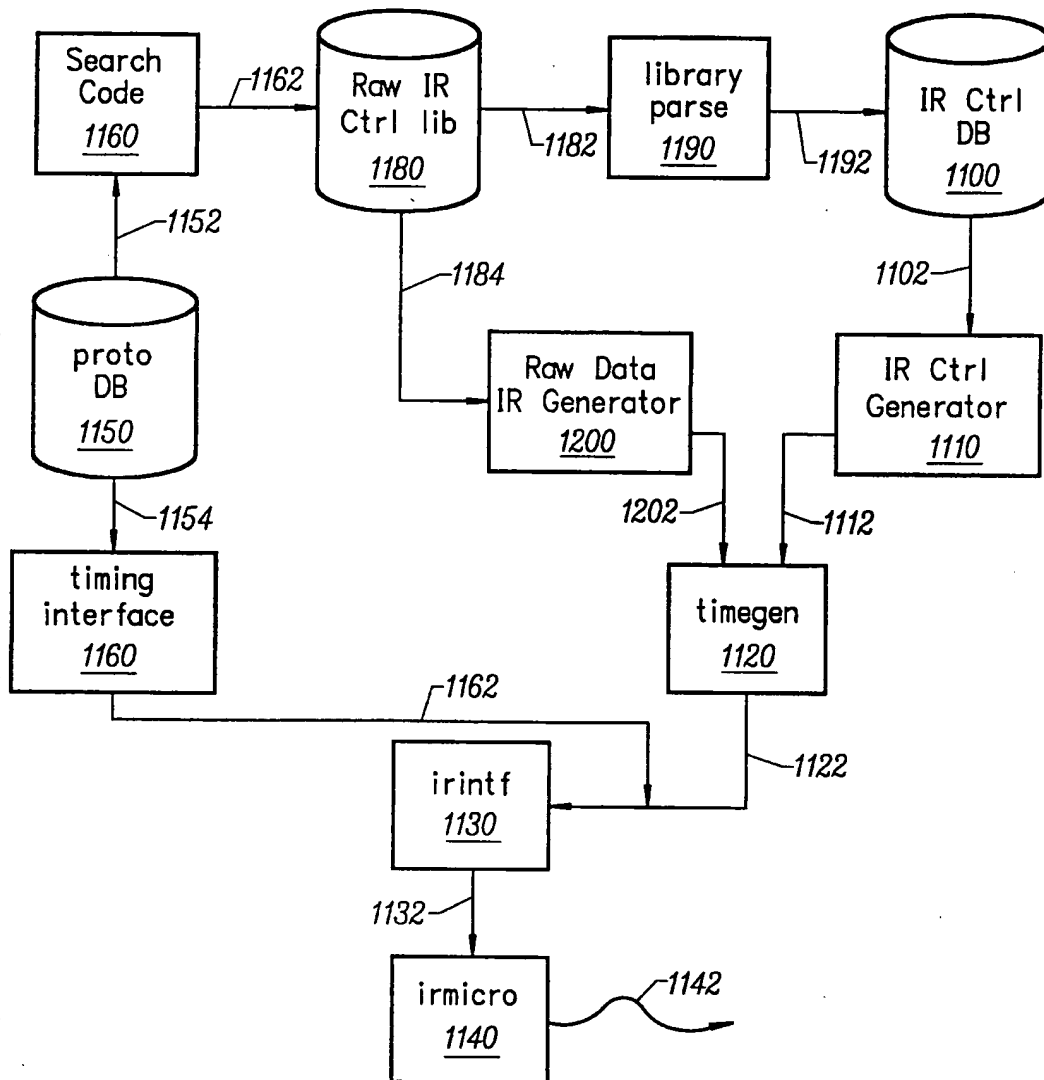 Search
Code
1160
1162
Raw IR
Ctrl lib
1180
1182
library
parse
1190
1192
IR Ctrl
DB
1100
1152
1184
1102
proto
DB
1150
Raw Data
IR Generator
1200
IR Ctrl
Generator
1110
1154
1202
1112
timing
interface
1160
timegen
1120
1162
1122
irintf
1130
1132
irmicro
1140
1142